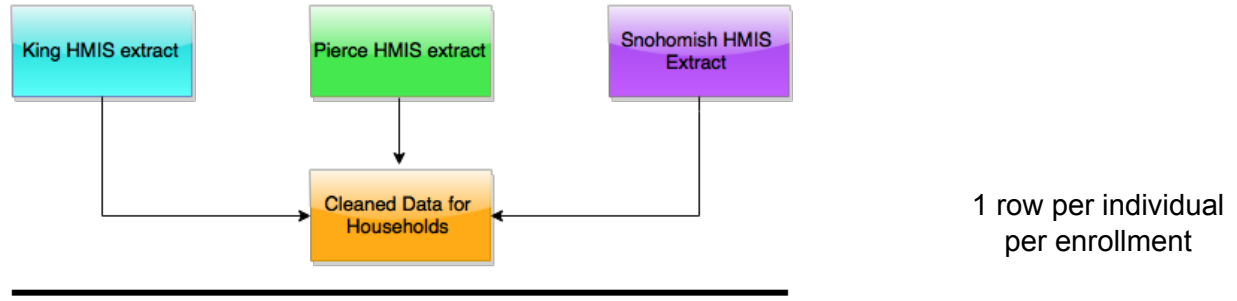 King HMIS extract
Pierce HMIS extract
Snohomish HMIS
Extract
Cleaned Data for
Households
1 row per individual
per enrollment